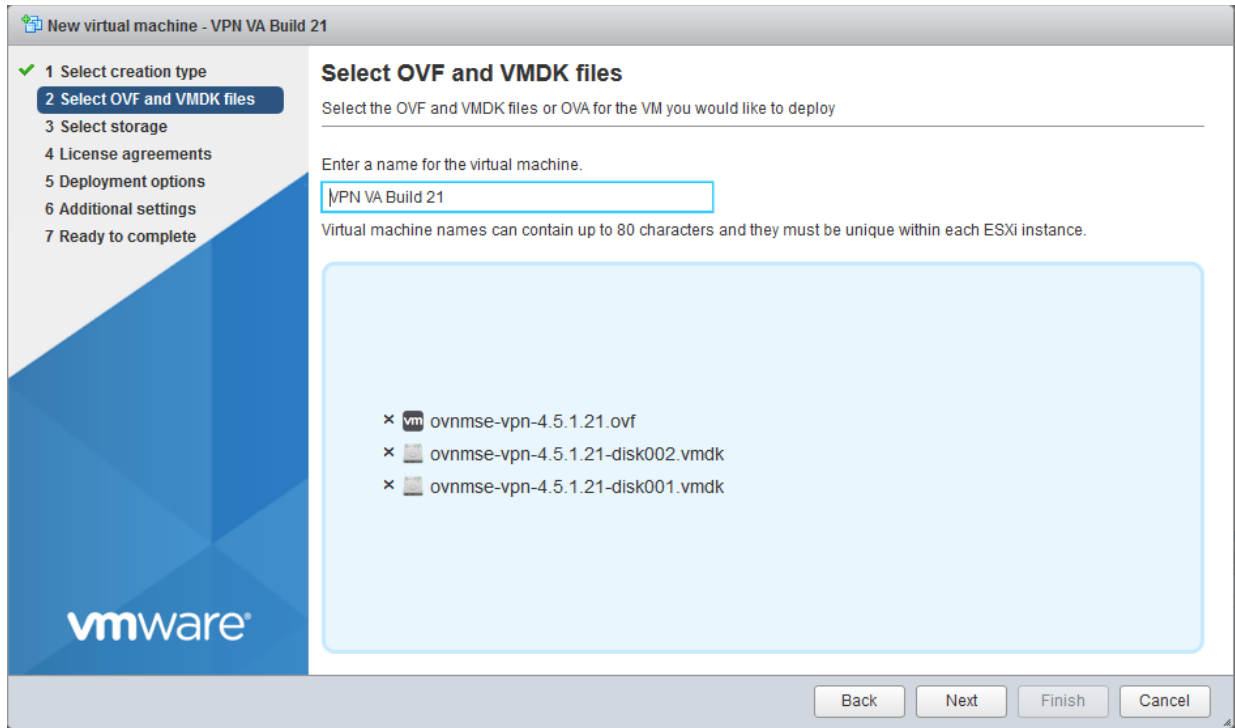 New virtual machine - VPN VA Build 21
1 Select creation type
2 Select OVF and VMDK files
3 Select storage
4 License agreements
5 Deployment options
6 Additional settings
7 Ready to complete
vmware®
Select OVF and VMDK files
Select the OVF and VMDK files or OVA for the VM you would like to deploy
Enter a name for the virtual machine.
VPN VA Build 21
Virtual machine names can contain up to 80 characters and they must be unique within each ESXi instance.
× vm ovnmse-vpn-4.5.1.21.ovf
× ovnmse-vpn-4.5.1.21-disk002.vmdk
× ovnmse-vpn-4.5.1.21-disk001.vmdk
Back Next Finish Cancel